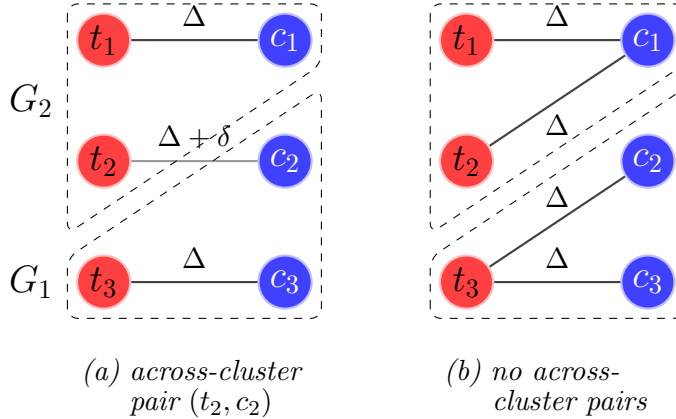 t₁ Δ c₁ t₁ Δ c₁
G₂
t₂ Δ + δ c₂ t₂ Δ c₂
Δ
G₁ t₃ Δ c₃ t₃ Δ c₃
(a) across-cluster
pair (t₂, c₂)
(b) no across-
cluster pairs